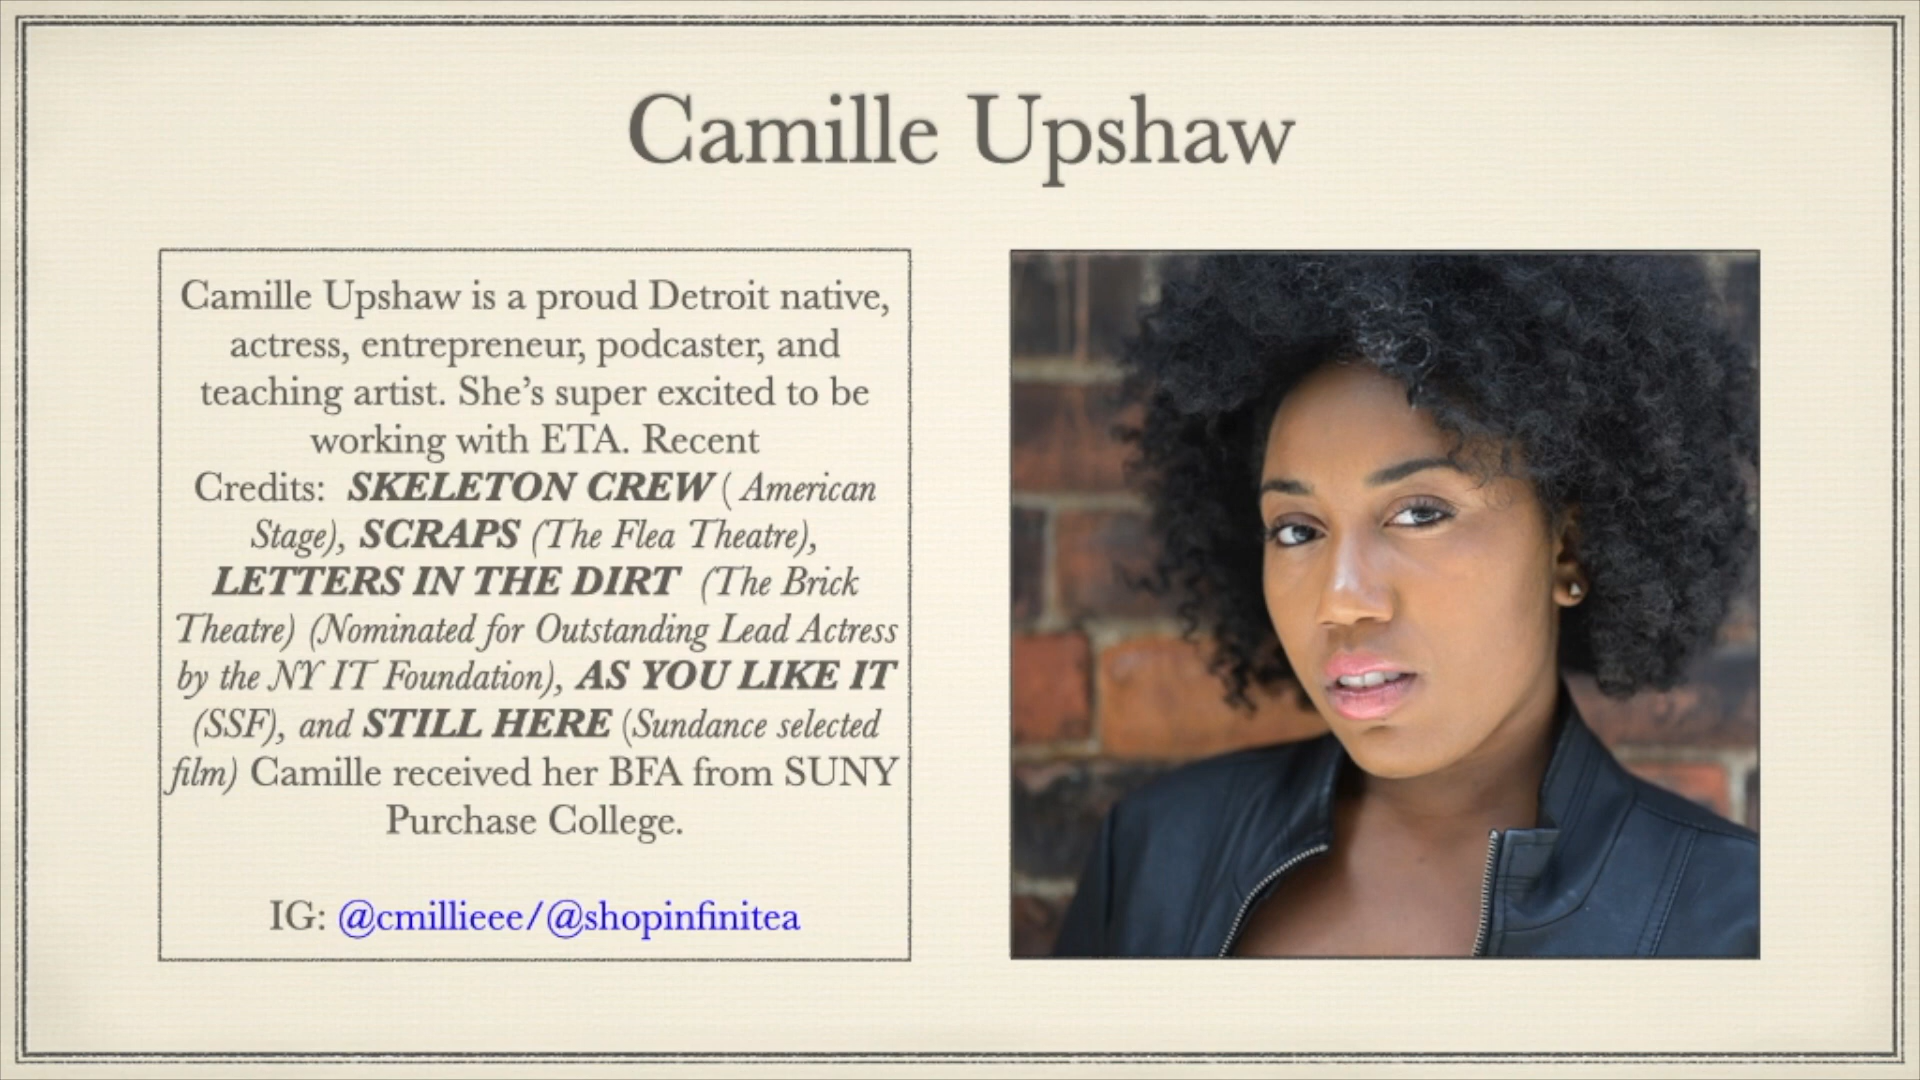 Camille Upshaw
Camille Upshaw is a proud Detroit native,
actress, entrepreneur, podcaster, and
teaching artist. She’s super excited to be
working with ETA. Recent
Credits: SKELETON CREW ( American
Stage), SCRAPS (The Flea Theatre),
LETTERS IN THE DIRT (The Brick
Theatre) (Nominated for Outstanding Lead Actress
by the NY IT Foundation), AS YOU LIKE IT
(SSF), and STILL HERE (Sundance selected
film) Camille received her BFA from SUNY
Purchase College.
IG: @cmillieee/@shopinfinitea